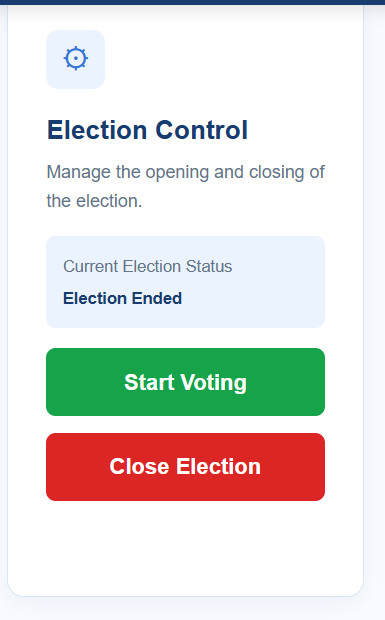 Election Control
Manage the opening and closing of
the election.
Current Election Status
Election Ended
Start Voting
Close Election